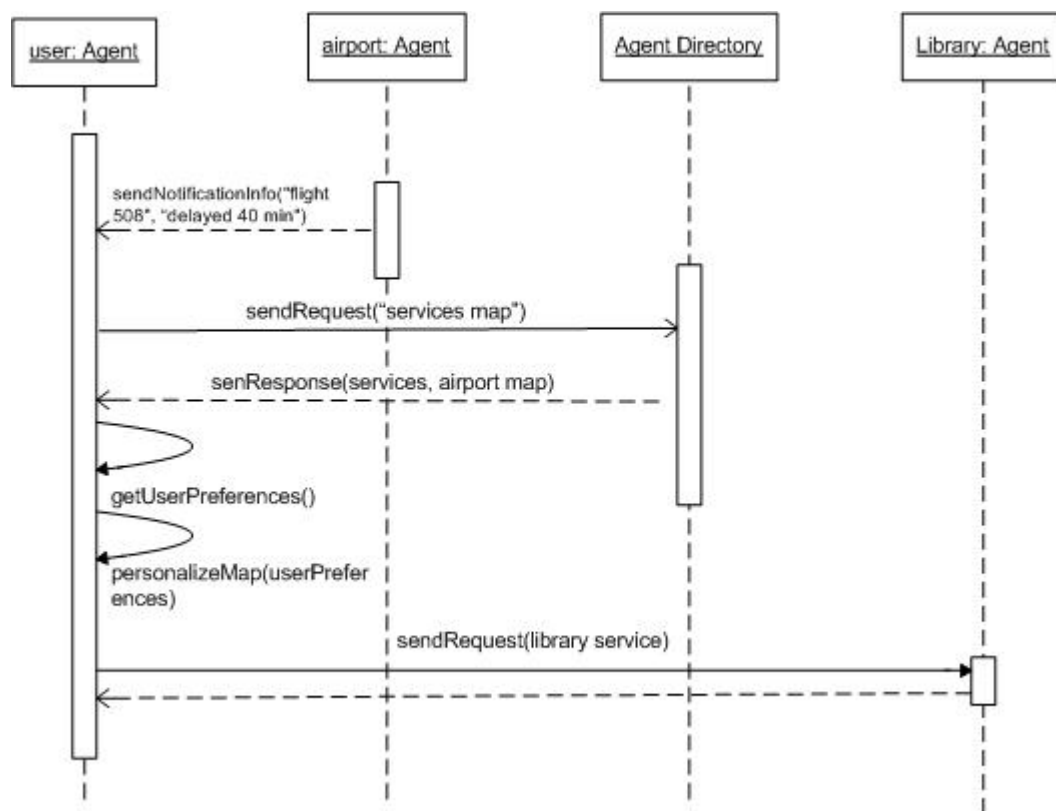 user: Agent
airport: Agent
Agent Directory
Library: Agent
sendNotificationInfo("flight
508", “delayed 40 min")
sendRequest(“services map”)
senResponse(services, airport map)
getUserPreferences()
personalizeMap(userPrefer
ences)
sendRequest(library service)